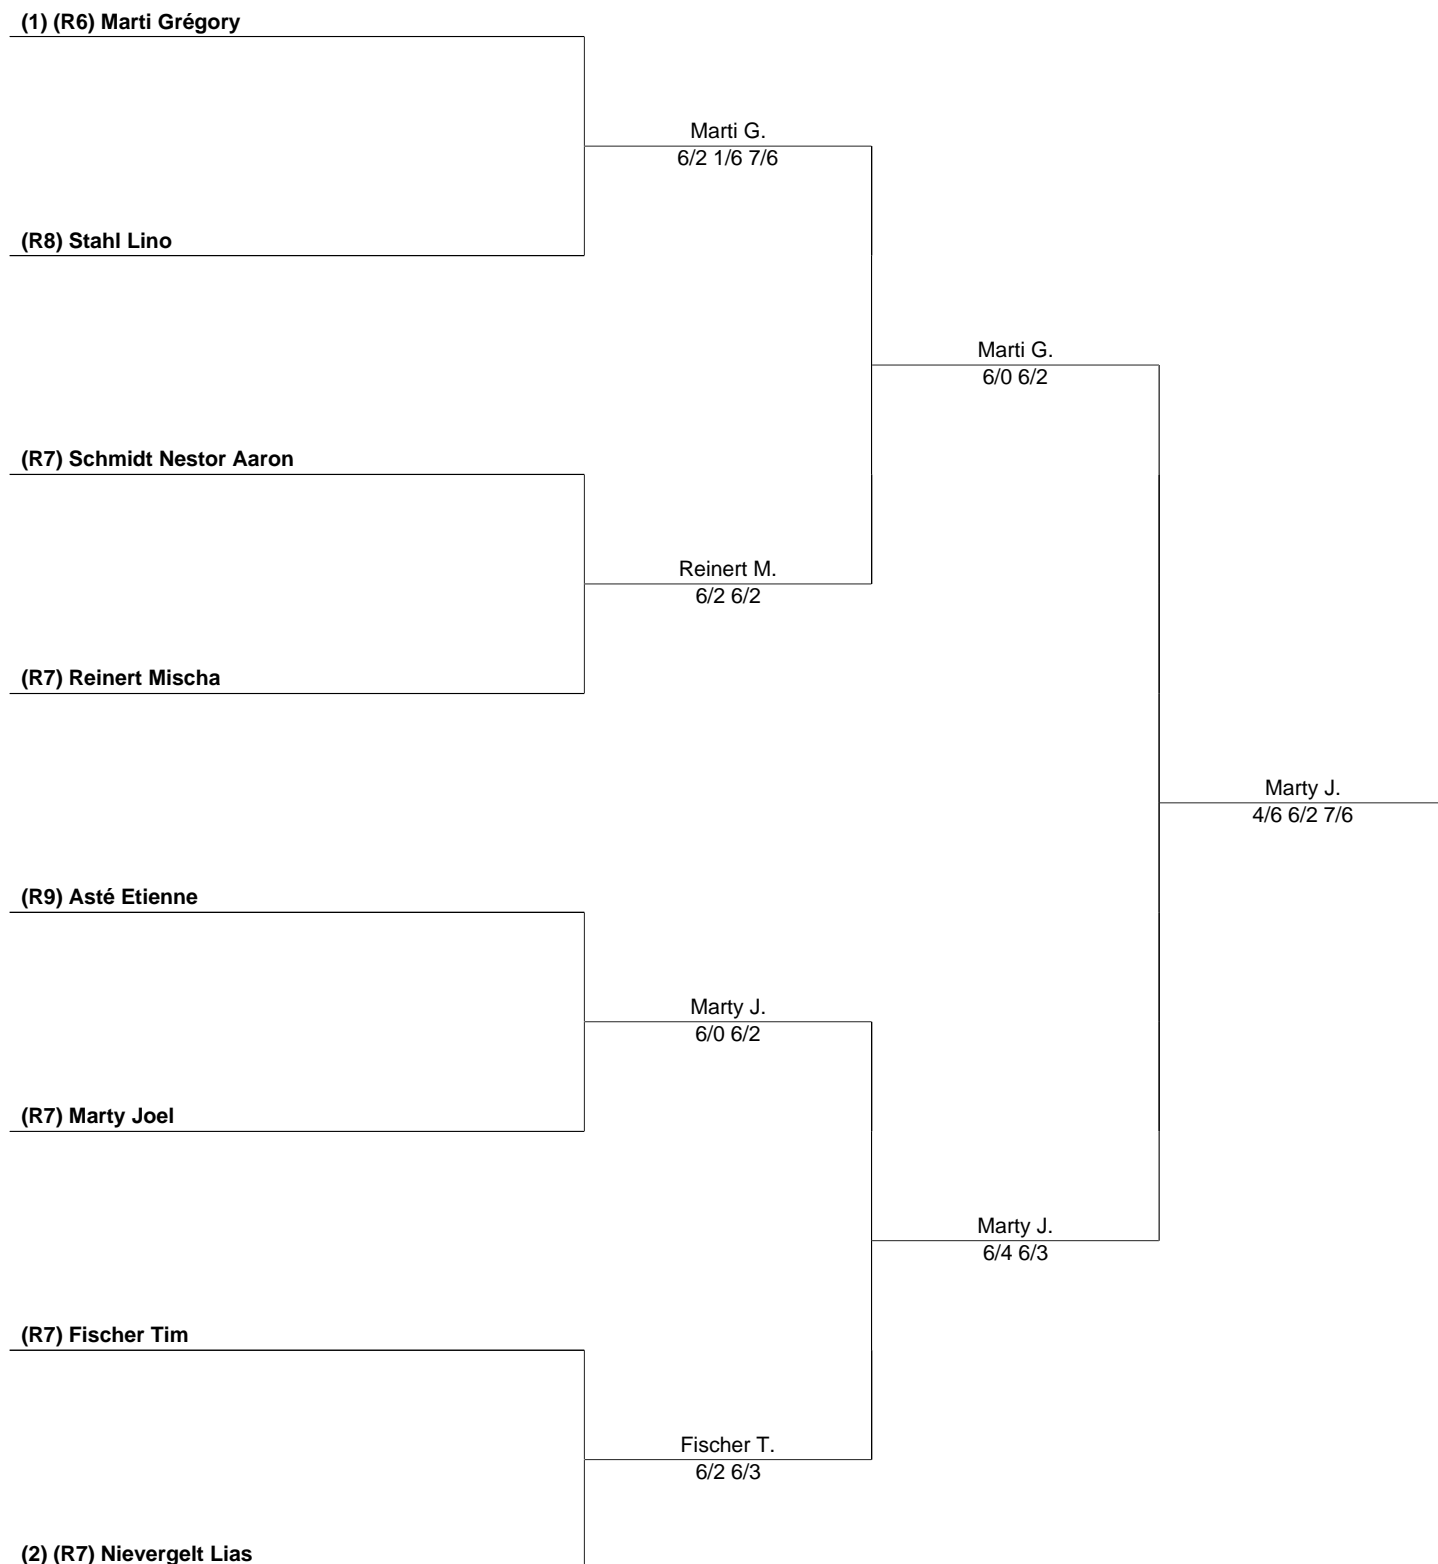 (1) (R6) Marti Grégory
Marti G.
6/2 1/6 7/6
(R8) Stahl Lino
Marti G.
6/0 6/2
(R7) Schmidt Nestor Aaron
Reinert M.
6/2 6/2
(R7) Reinert Mischa
Marty J.
4/6 6/2 7/6
(R9) Asté Etienne
Marty J.
6/0 6/2
(R7) Marty Joel
Marty J.
6/4 6/3
(R7) Fischer Tim
Fischer T.
6/2 6/3
(2) (R7) Nievergelt Lias